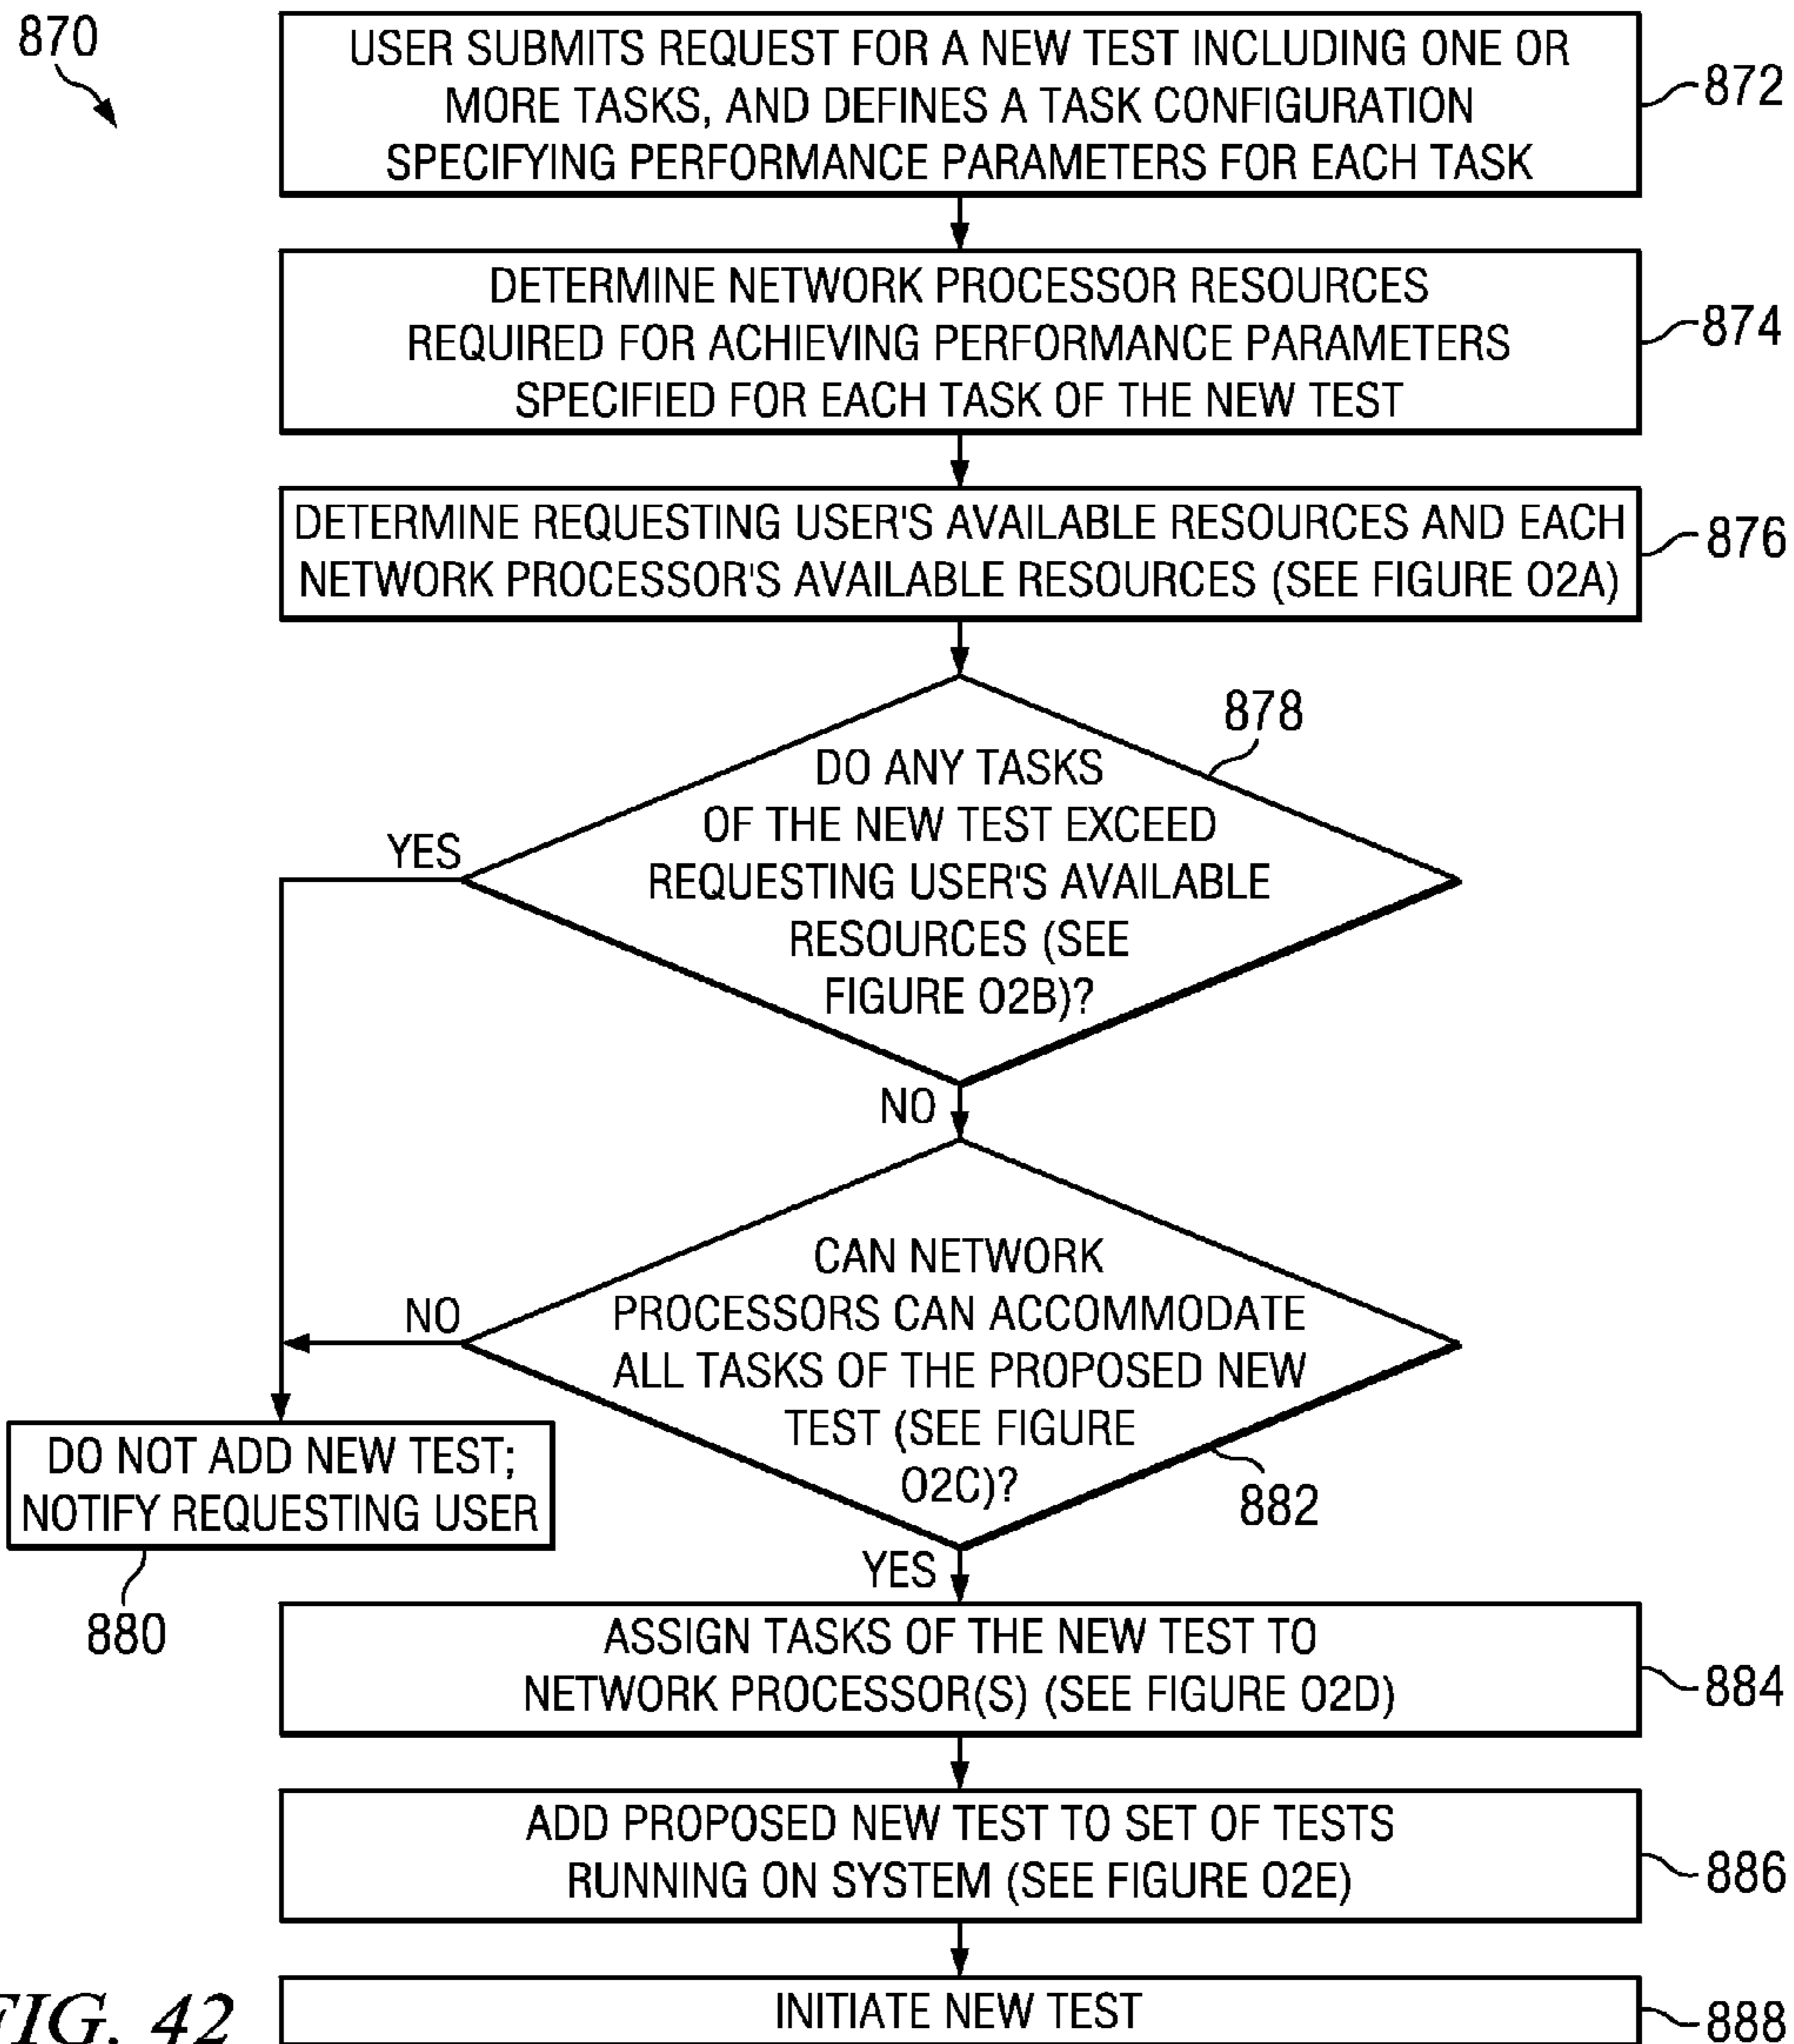 870
USER SUBMITS REQUEST FOR A NEW TEST INCLUDING ONE OR
MORE TASKS, AND DEFINES A TASK CONFIGURATION
SPECIFYING PERFORMANCE PARAMETERS FOR EACH TASK
872
DETERMINE NETWORK PROCESSOR RESOURCES
REQUIRED FOR ACHIEVING PERFORMANCE PARAMETERS
SPECIFIED FOR EACH TASK OF THE NEW TEST
874
DETERMINE REQUESTING USER'S AVAILABLE RESOURCES AND EACH
NETWORK PROCESSOR'S AVAILABLE RESOURCES (SEE FIGURE O2A)
876
878
DO ANY TASKS
OF THE NEW TEST EXCEED
REQUESTING USER'S AVAILABLE
RESOURCES (SEE
FIGURE O2B)?
YES
NO
CAN NETWORK
PROCESSORS CAN ACCOMMODATE
ALL TASKS OF THE PROPOSED NEW
TEST (SEE FIGURE
O2C)?
NO
882
YES
DO NOT ADD NEW TEST;
NOTIFY REQUESTING USER
880
ASSIGN TASKS OF THE NEW TEST TO
NETWORK PROCESSOR(S) (SEE FIGURE O2D)
884
ADD PROPOSED NEW TEST TO SET OF TESTS
RUNNING ON SYSTEM (SEE FIGURE O2E)
886
INITIATE NEW TEST
888
FIG. 42